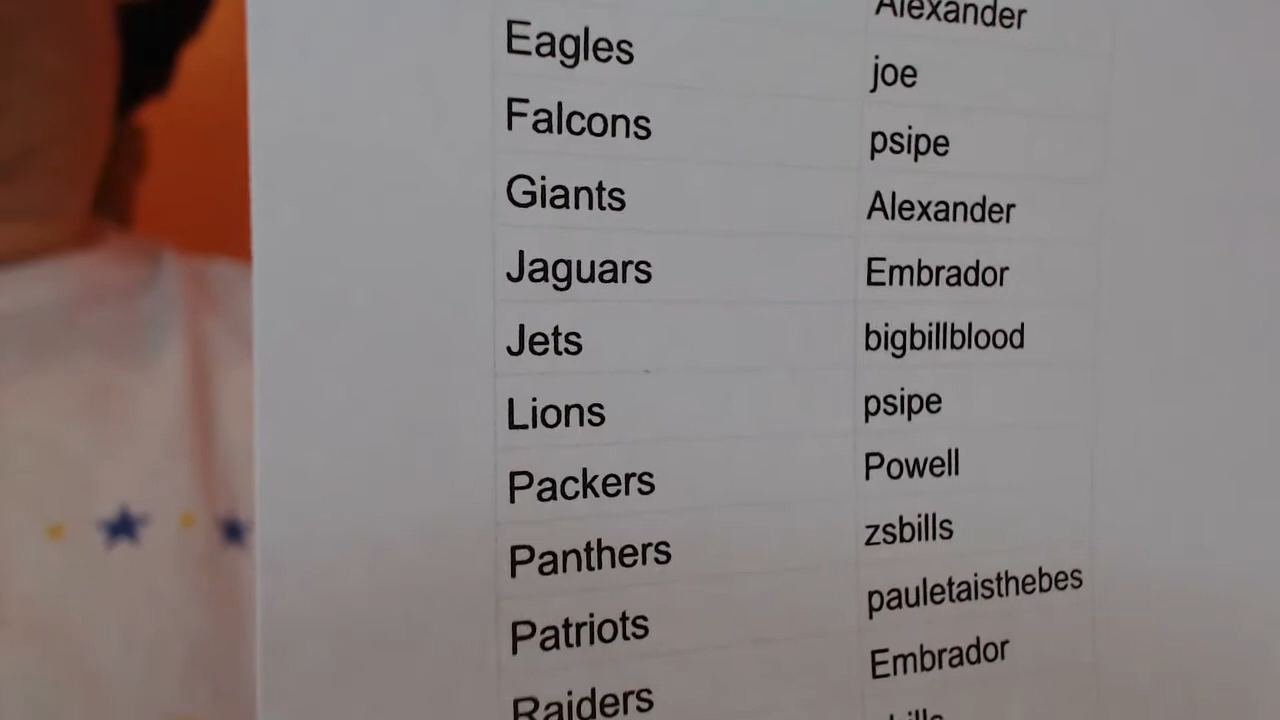 Alexander
Eagles joe
Falcons psipe
Giants Alexander
Jaguars Embrador
Jets bigbillblood
Lions psipe
Packers Powell
Panthers zsbills
Patriots pauletaisthebes
Raiders Embrador